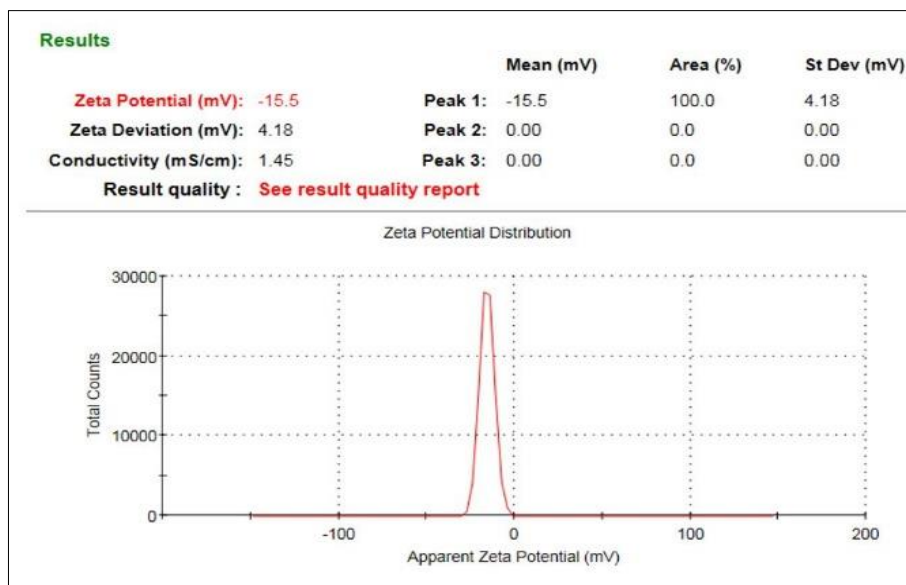 Results
Mean (mV) Area (%) St Dev (mV)
Zeta Potential (mV): -15.5 Peak 1: -15.5 100.0 4.18
Zeta Deviation (mV): 4.18 Peak 2: 0.00 0.0 0.00
Conductivity (mS/cm): 1.45 Peak 3: 0.00 0.0 0.00
Result quality : See result quality report
Zeta Potential Distribution
30000
20000
10000
0
Total Counts
-100 0 100 200
Apparent Zeta Potential (mV)